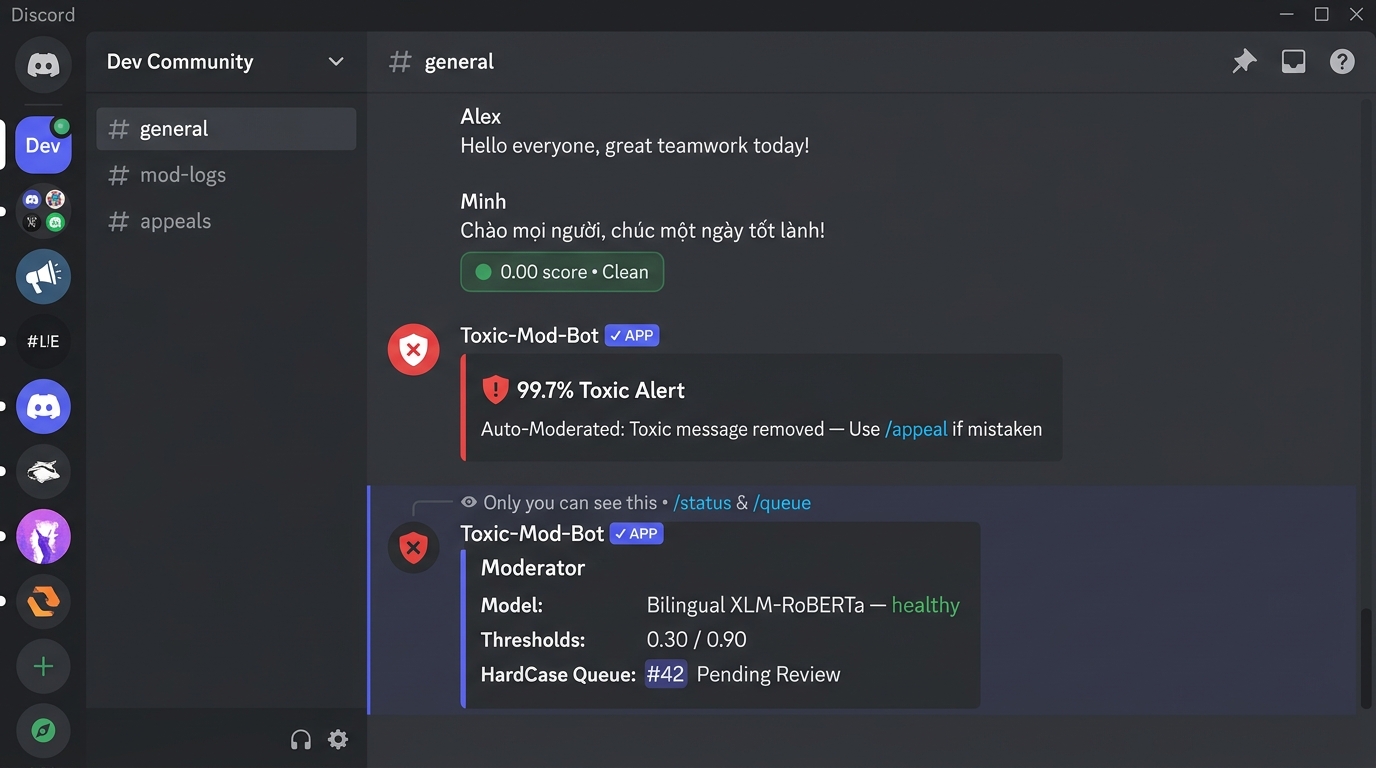 Discord
Dev Community
# general
Dev
# general
# mod-logs
# appeals
Alex
Hello everyone, great teamwork today!
Minh
Chào mọi người, chúc một ngày tốt lành!
0.00 score • Clean
Toxic-Mod-Bot ✓ APP
99.7% Toxic Alert
Auto-Moderated: Toxic message removed — Use /appeal if mistaken
Only you can see this • /status & /queue
Toxic-Mod-Bot ✓ APP
Moderator
Model: Bilingual XLM-RoBERTa — healthy
Thresholds: 0.30 / 0.90
HardCase Queue: #42 Pending Review